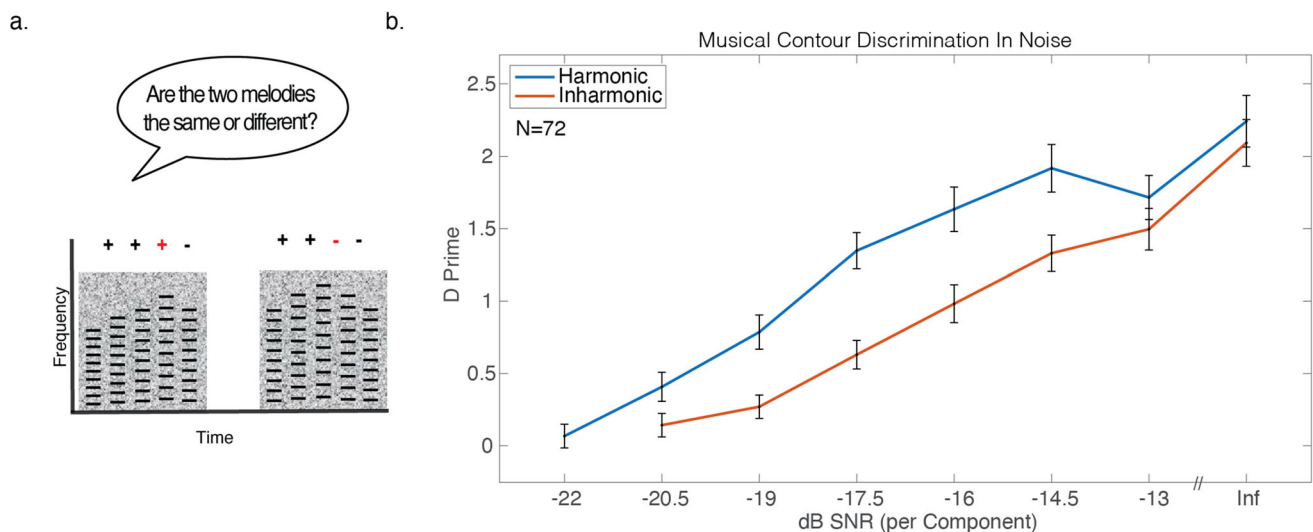 a.
Are the two melodies
the same or different?
+ + + -
+ + - -
Frequency
Time
b.
Musical Contour Discrimination In Noise
Harmonic
Inharmonic
N=72
D Prime
2.5
2
1.5
1
0.5
0
-22 -20.5 -19 -17.5 -16 -14.5 -13 // Inf
dB SNR (per Component)